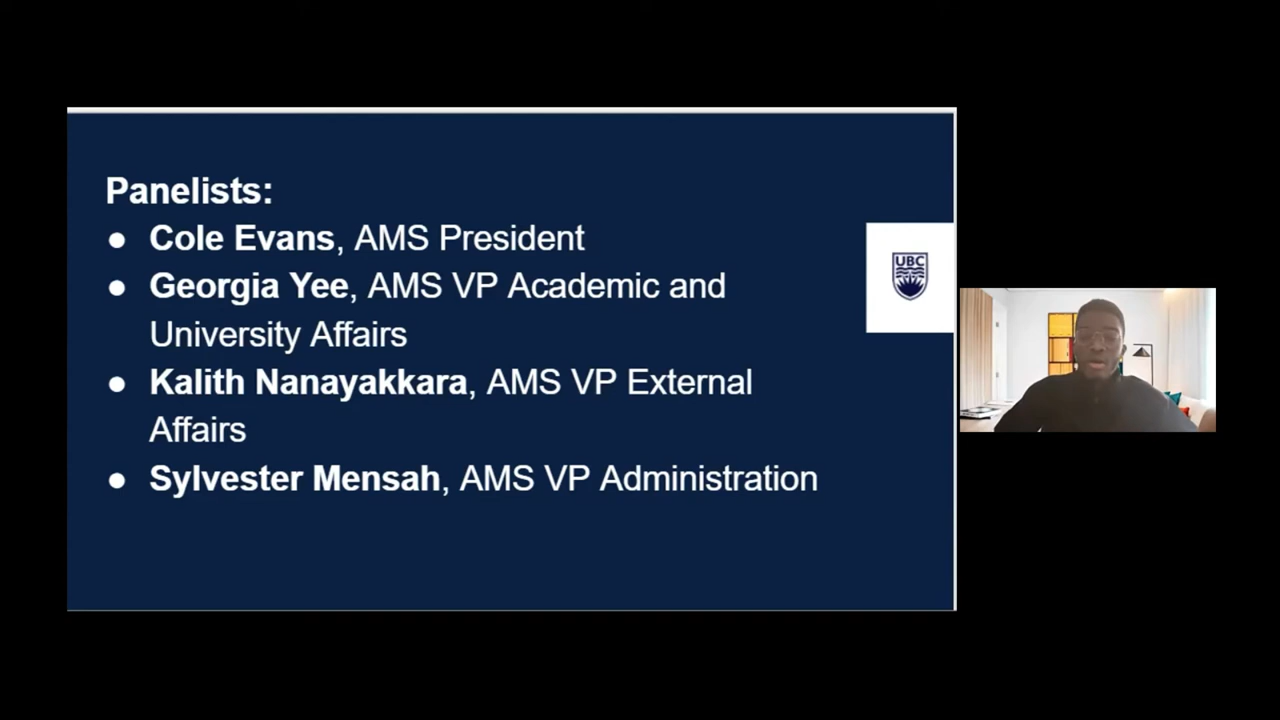 Panelists:
● Cole Evans, AMS President
● Georgia Yee, AMS VP Academic and
University Affairs
● Kalith Nanayakkara, AMS VP External
Affairs
● Sylvester Mensah, AMS VP Administration
UBC